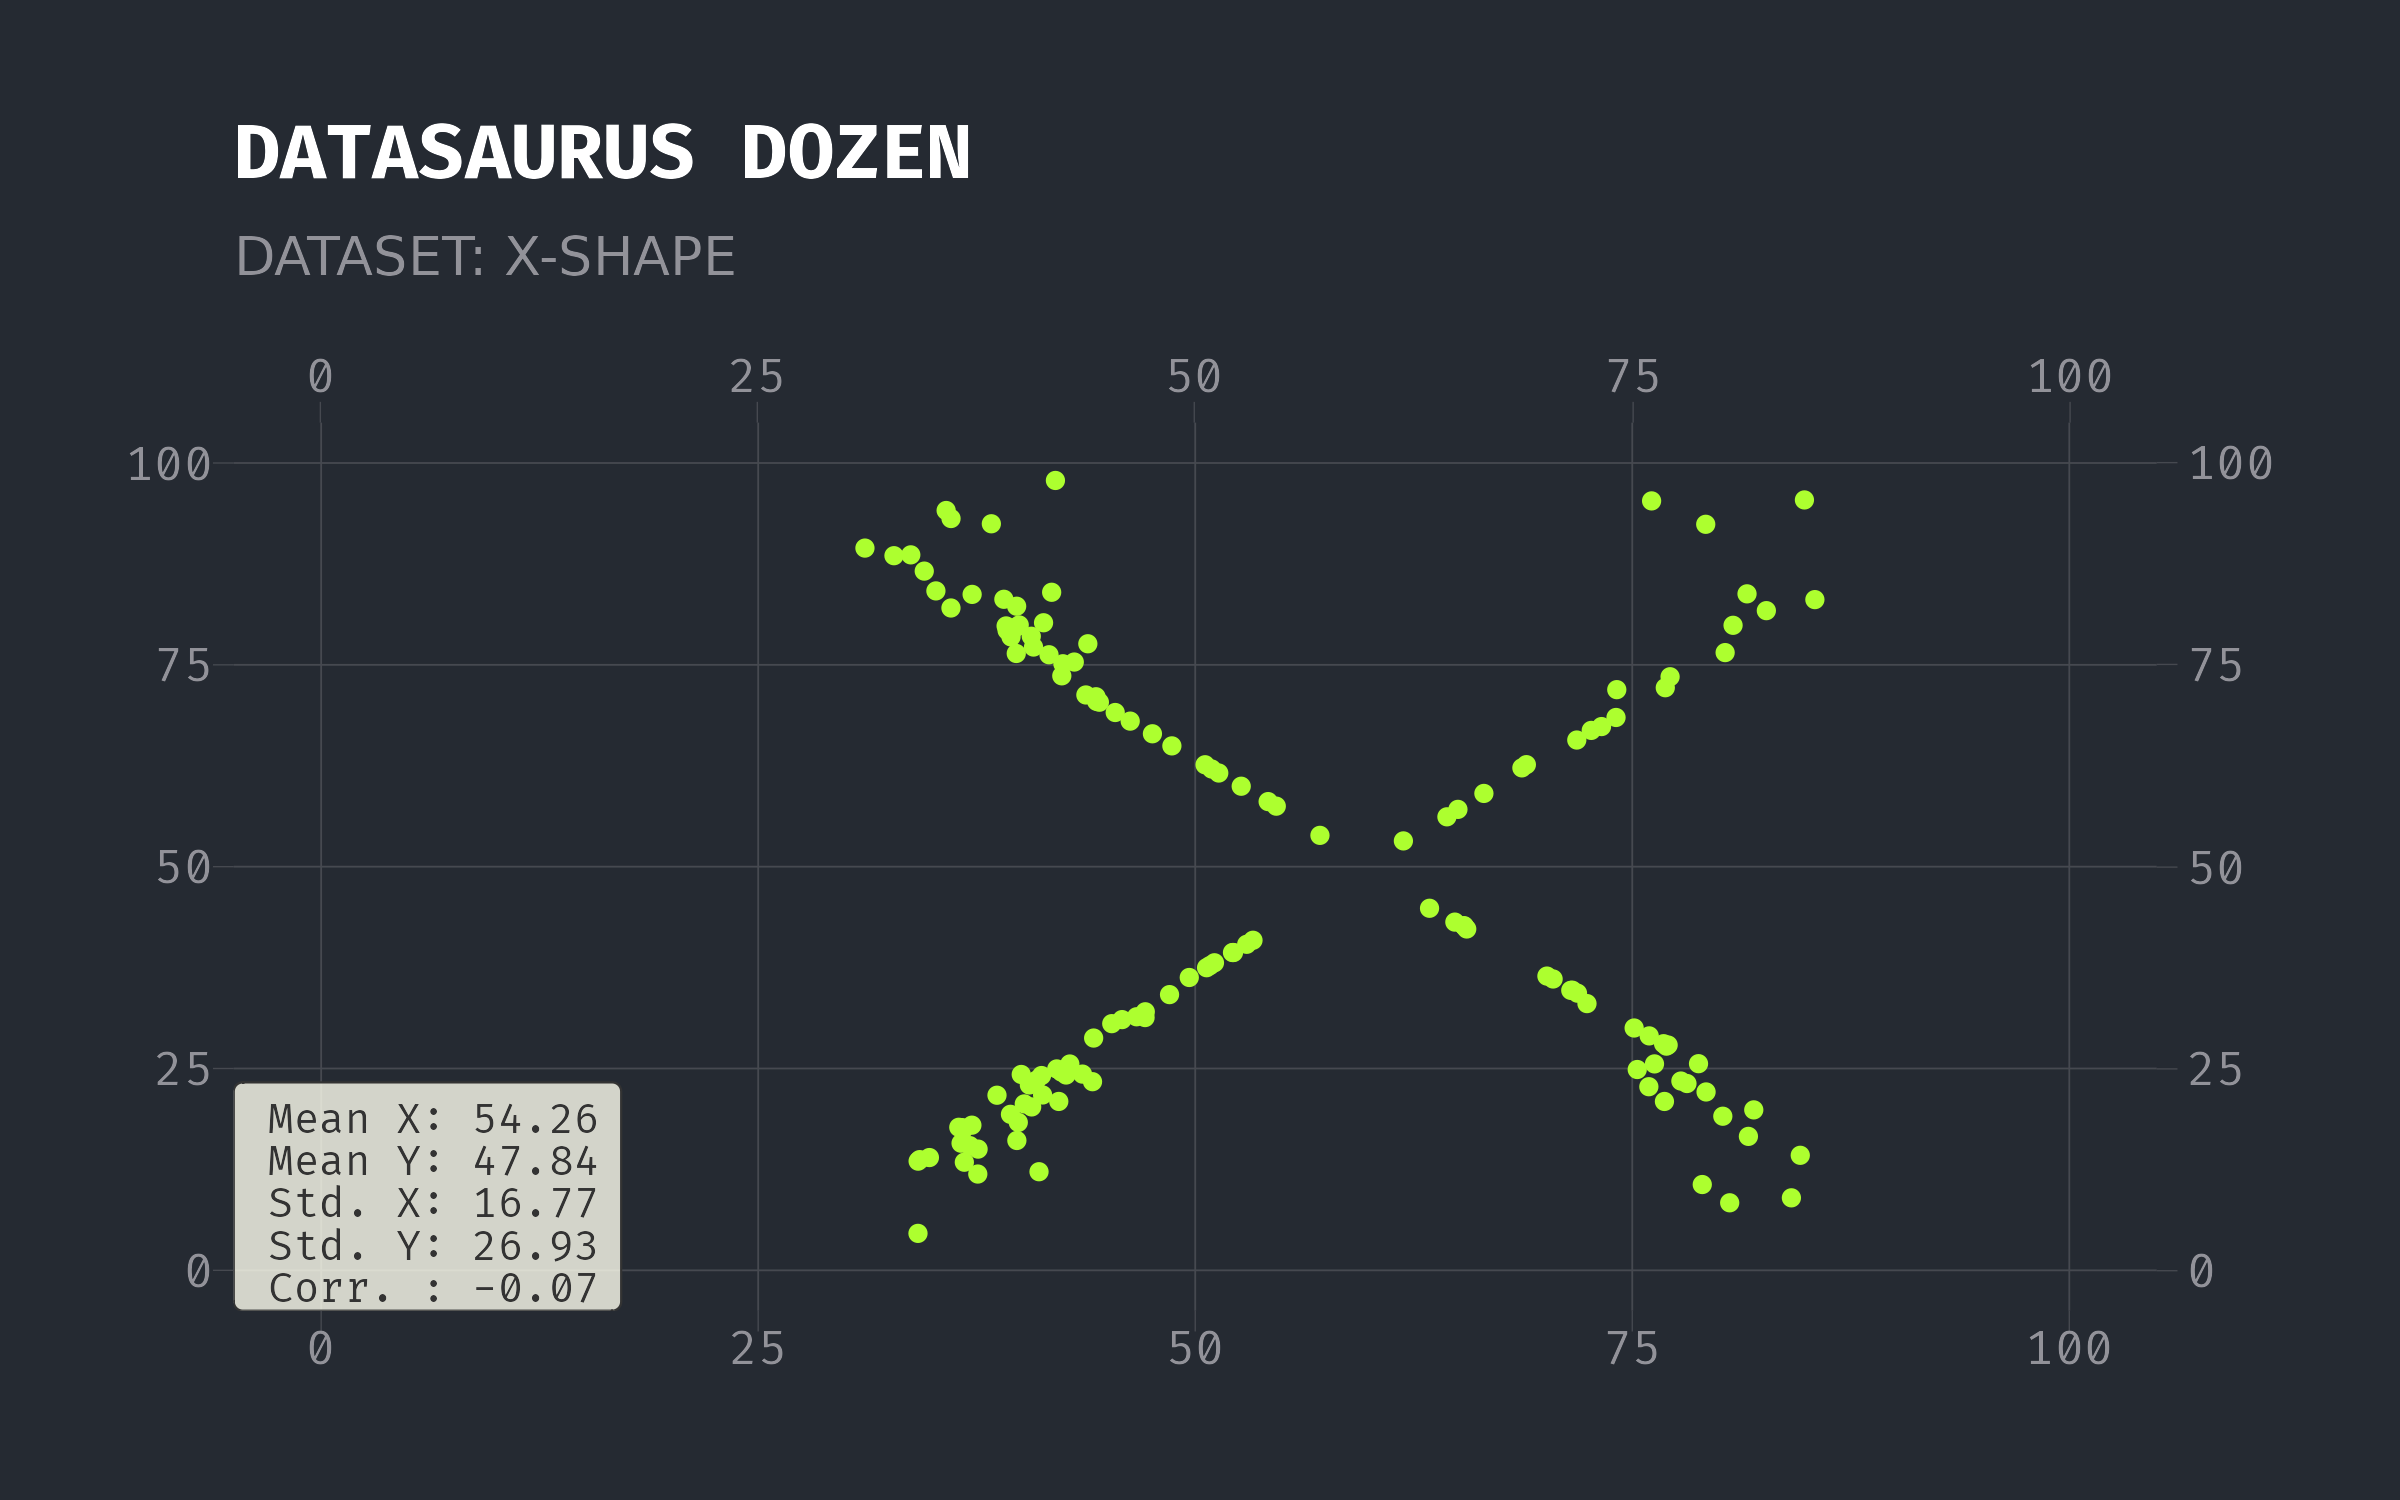 DATASAURUS DOZEN
DATASET: X-SHAPE
0 25 50 75 100
100 100
75 75
50 50
25 25
Mean X: 54.26
Mean Y: 47.84
Std. X: 16.77
Std. Y: 26.93
0 0
Corr. : -0.07
0 25 50 75 100